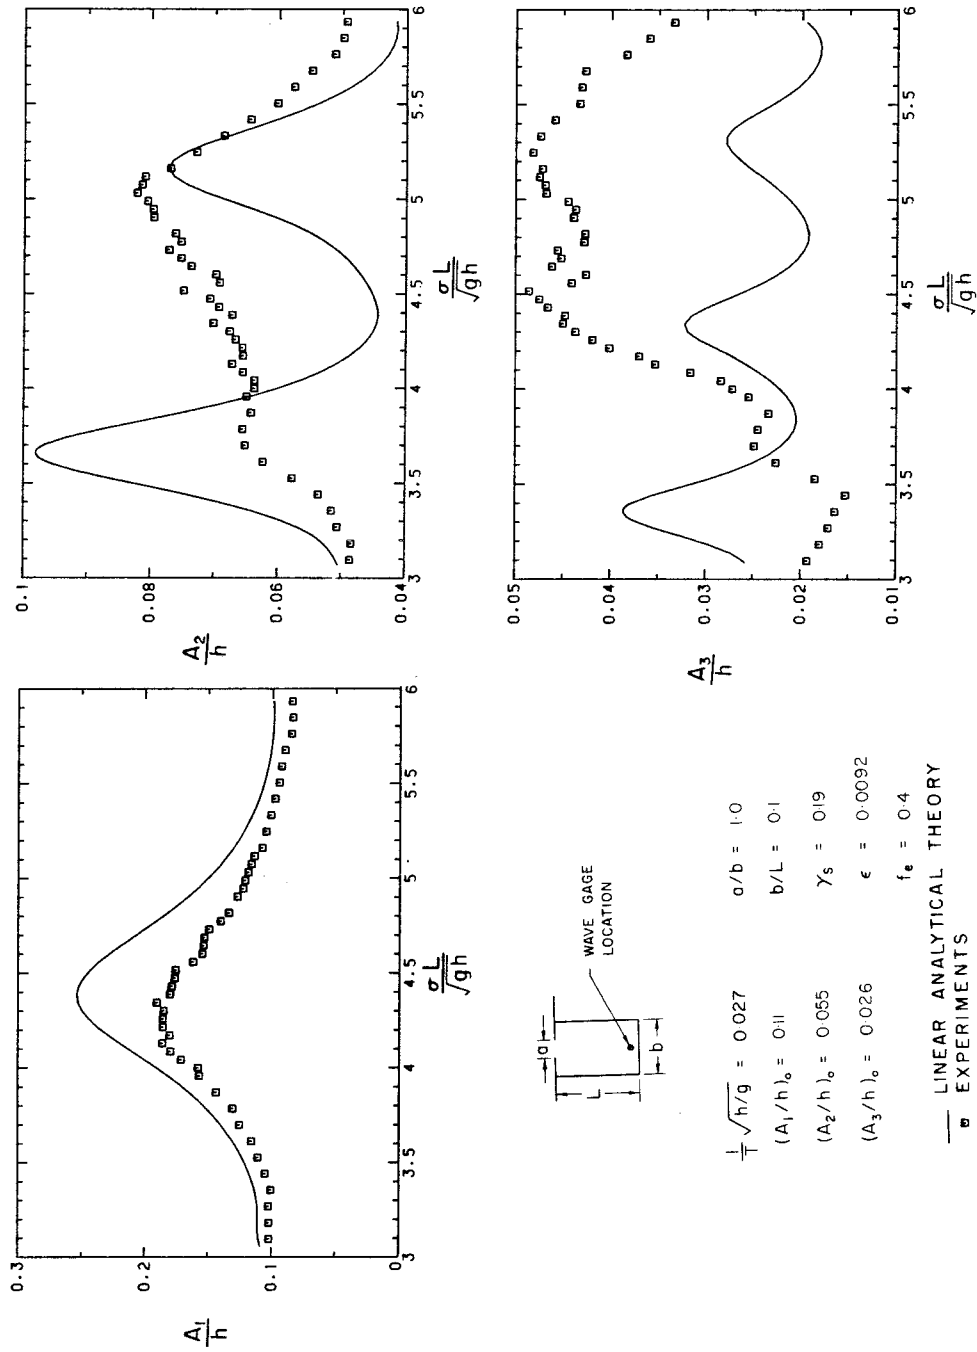 A₁/h
0.3
0.2
0.1
0
3
3.5
4
4.5
5
5.5
6
σL/√gh
A₂/h
0.1
0.08
0.06
0.04
3
3.5
4
4.5
5
5.5
6
σL/√gh
A₃/h
0.05
0.04
0.03
0.02
0.01
3
3.5
4
4.5
5
5.5
6
σL/√gh
a
L
b
WAVE GAGE
LOCATION
1/T √h/g = 0·027
a/b = 1·0
(A₁/h)ₒ = 0·11
b/L = 0·1
(A₂/h)ₒ = 0·055
γs = 0·19
(A₃/h)ₒ = 0·026
ϵ = 0·0092
fe = 0·4
LINEAR ANALYTICAL THEORY
EXPERIMENTS